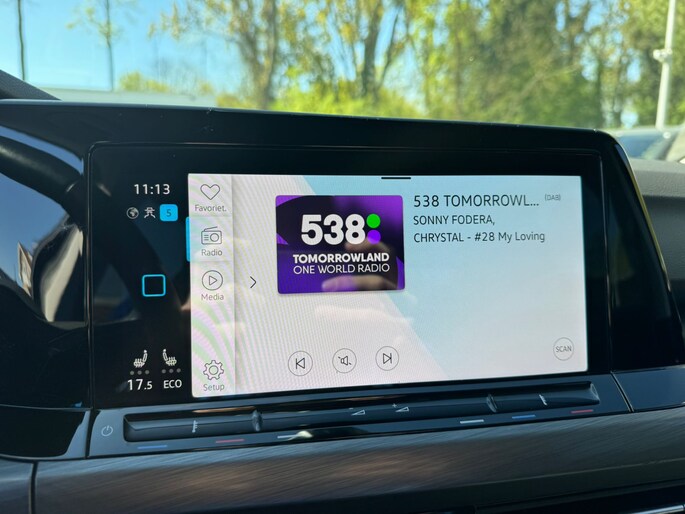 11:13
5
Favoriet.
Radio
Media
Setup
17.5 ECO
538
TOMORROWLAND
ONE WORLD RADIO
538 TOMORROWL... (DAB)
SONNY FODERA,
CHRYSTAL - #28 My Loving
SCAN